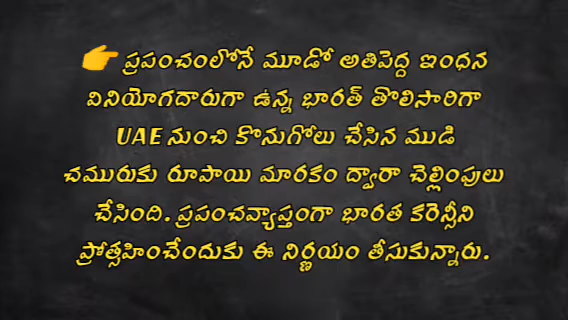 👉 ప్రపంచంలోనే మూడో అతిపెద్ద ఇంధన
వినియోగదారుగా ఉన్న భారత్ తొలిసారిగా
UAE నుంచి కొనుగోలు చేసిన ముడి
చమురుకు రూపాయి మారకం ద్వారా చెల్లింపులు
చేసింది. ప్రపంచవ్యాప్తంగా భారత కరెన్సీని
ప్రోత్సహించేందుకు ఈ నిర్ణయం తీసుకున్నారు.